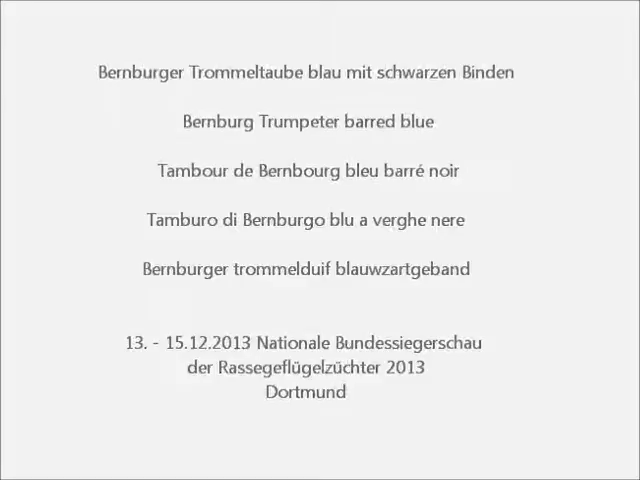 Bernburger Trommeltaube blau mit schwarzen Binden
Bernburg Trumpeter barred blue
Tambour de Bernbourg bleu barré noir
Tamburo di Bernburgo blu a verghe nere
Bernburger trommelduif blauwzartgeband
13. - 15.12.2013 Nationale Bundessiegerschau
der Rassegeflügelzüchter 2013
Dortmund